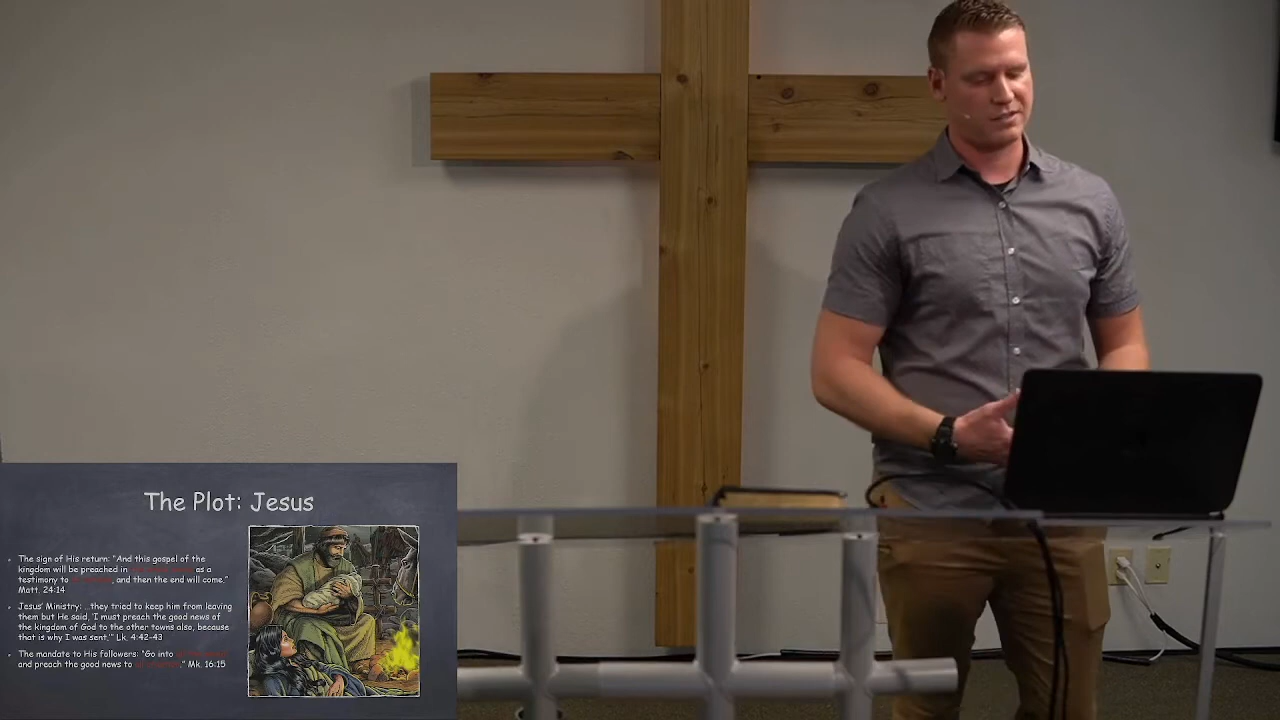 The Plot: Jesus
The sign of His return: "And this gospel of the
kingdom will be preached in as a
testimony to and then the end will come."
Matt. 24:14
Jesus' Ministry: ...they tried to keep him from leaving
them but He said, 'I must preach the good news of
the kingdom of God to the other towns also, because
that is why I was sent,'" Lk. 4:42-43
The mandate to His followers: "Go into
and preach the good news to " Mk. 16:15